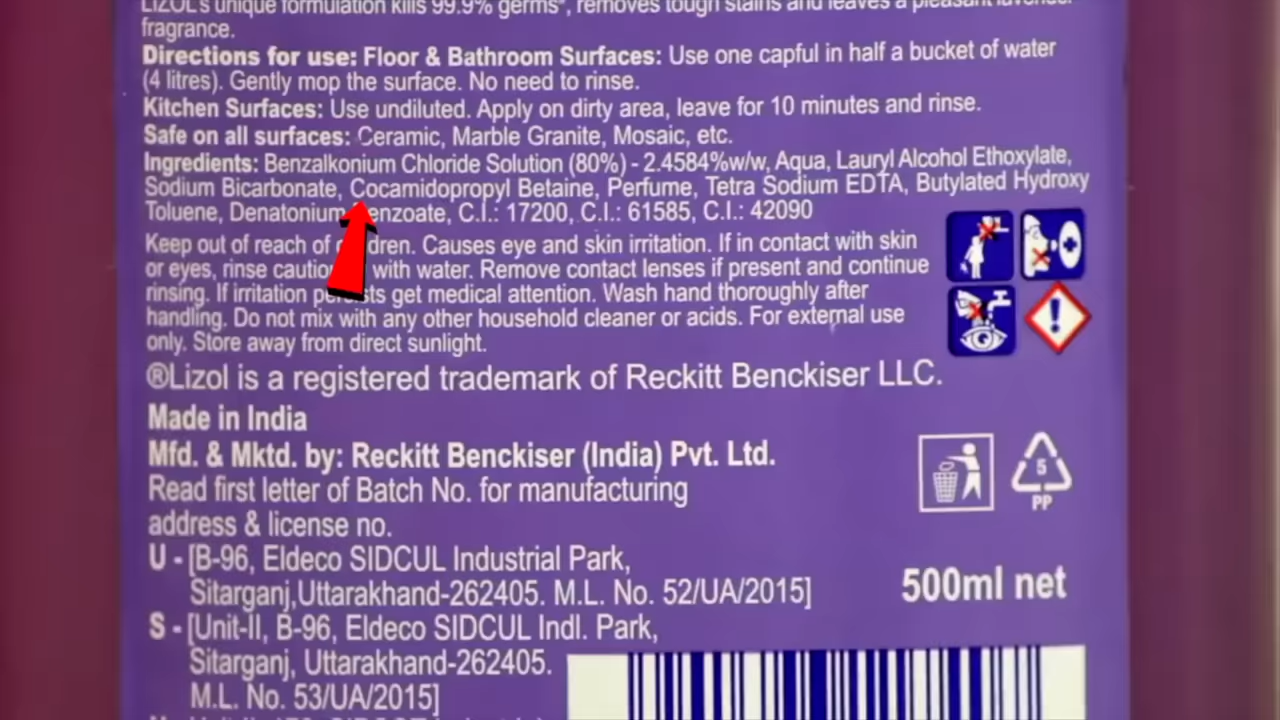 LIZOL's unique formulation kills 99.9% germs*, removes tough stains and leaves a pleasant lavender
fragrance.
Directions for use: Floor & Bathroom Surfaces: Use one capful in half a bucket of water
(4 litres). Gently mop the surface. No need to rinse.
Kitchen Surfaces: Use undiluted. Apply on dirty area, leave for 10 minutes and rinse.
Safe on all surfaces: Ceramic, Marble Granite, Mosaic, etc.
Ingredients: Benzalkonium Chloride Solution (80%) - 2.4584%w/w, Aqua, Lauryl Alcohol Ethoxylate,
Sodium Bicarbonate, Cocamidopropyl Betaine, Perfume, Tetra Sodium EDTA, Butylated Hydroxy
Toluene, Denatonium Benzoate, C.I.: 17200, C.I.: 61585, C.I.: 42090
Keep out of reach of children. Causes eye and skin irritation. If in contact with skin
or eyes, rinse cautiously with water. Remove contact lenses if present and continue
rinsing. If irritation persists get medical attention. Wash hand thoroughly after
handling. Do not mix with any other household cleaner or acids. For external use
only. Store away from direct sunlight.
®Lizol is a registered trademark of Reckitt Benckiser LLC.
Made in India
Mfd. & Mktd. by: Reckitt Benckiser (India) Pvt. Ltd.
Read first letter of Batch No. for manufacturing
address & license no.
5
PP
U - [B-96, Eldeco SIDCUL Industrial Park,
Sitarganj,Uttarakhand-262405. M.L. No. 52/UA/2015]
500ml net
S - [Unit-II, B-96, Eldeco SIDCUL Indl. Park,
Sitarganj, Uttarakhand-262405.
M.L. No. 53/UA/2015]